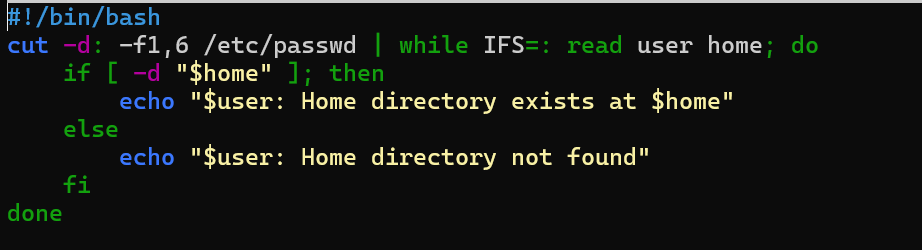 #!/bin/bash
cut -d: -f1,6 /etc/passwd | while IFS=: read user home; do
    if [ -d "$home" ]; then
        echo "$user: Home directory exists at $home"
    else
        echo "$user: Home directory not found"
    fi
done